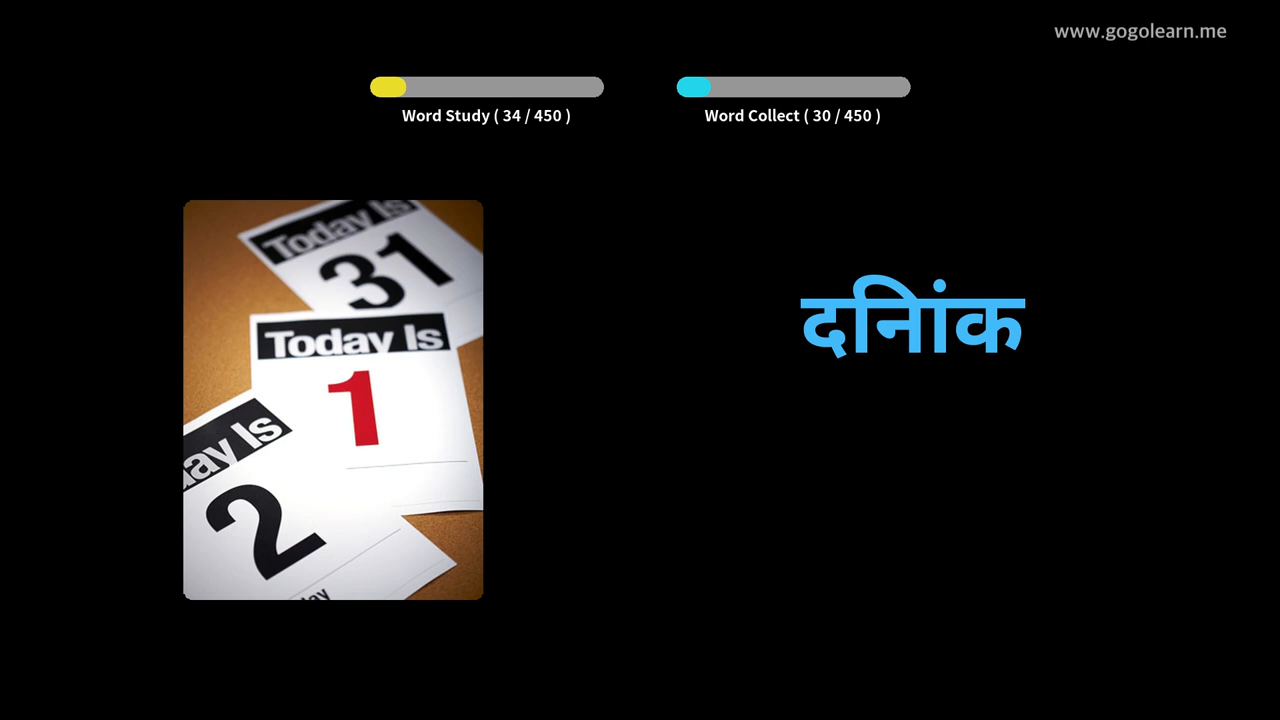 www.gogolearn.me
Word Study ( 34 / 450 )
Word Collect ( 30 / 450 )
Today Is
31
Today Is
1
दनिांक
ay Is
2